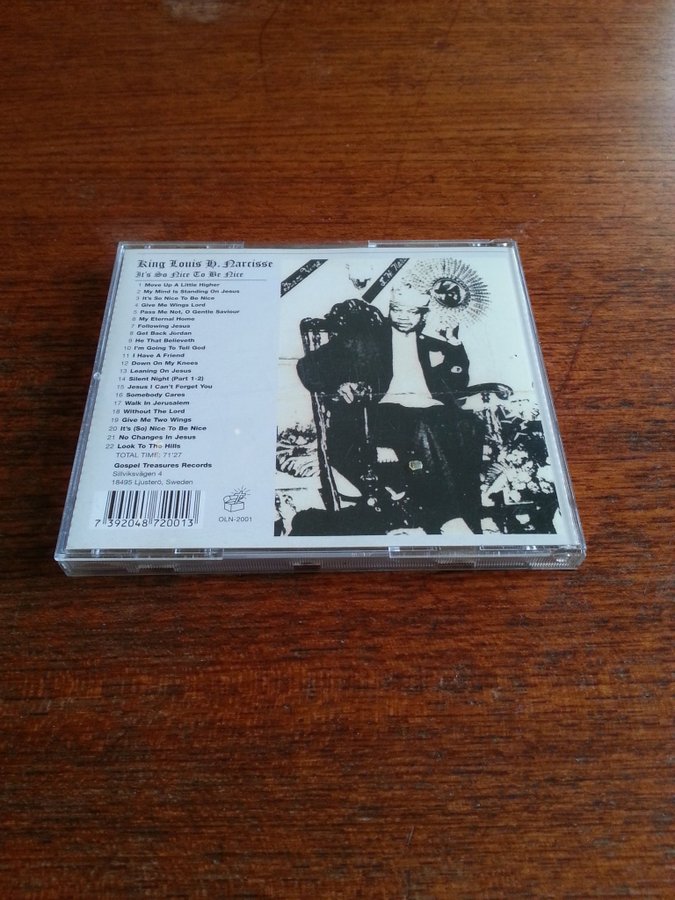 King Louis H. Narcisse
It's So Nice To Be Nice
1 Move Up A Little Higher
2 My Mind Is Standing On Jesus
3 It's So Nice To Be Nice
4 Give Me Wings Lord
5 Pass Me Not, O Gentle Saviour
6 My Eternal Home
7 Following Jesus
8 Get Back Jordan
9 He That Believeth
10 I'm Going To Tell God
11 I Have A Friend
12 Down On My Knees
13 Leaning On Jesus
14 Silent Night (Part 1-2)
15 Jesus I Can't Forget You
16 Somebody Cares
17 Walk In Jerusalem
18 Without The Lord
19 Give Me Two Wings
20 It's (So) Nice To Be Nice
21 No Changes In Jesus
22 Look To The Hills
TOTAL TIME: 71'27
Gospel Treasures Records
Sillviksvägen 4
18495 Ljusterö, Sweden
7 392048 720013
OLN-2001